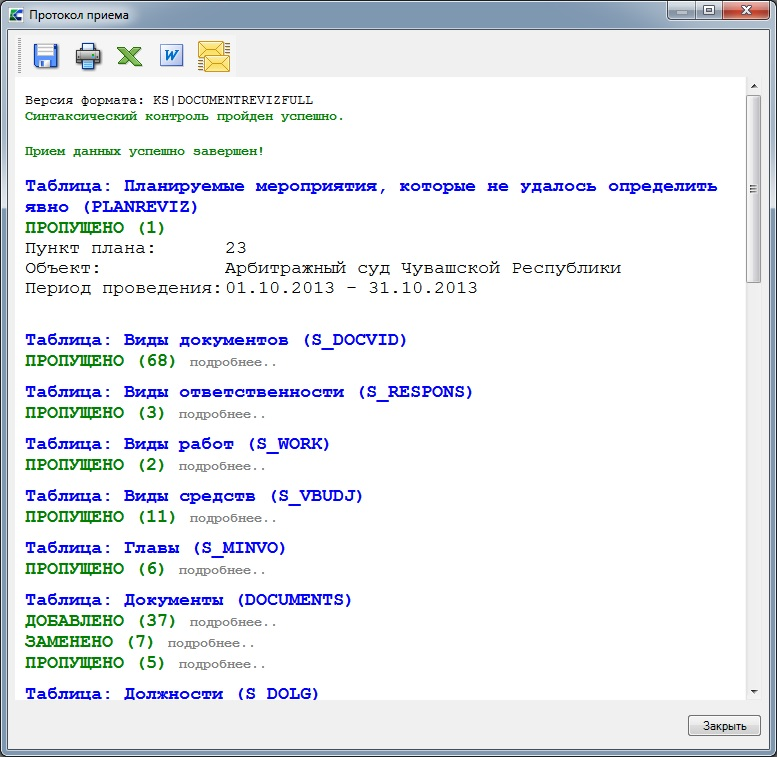 Протокол приема
Версия формата: KS|DOCUMENTREVIZFULL
Синтаксический контроль пройден успешно.
Прием данных успешно завершен!
Таблица: Планируемые мероприятия, которые не удалось определить
явно (PLANREVIZ)
ПРОПУЩЕНО (1)
Пункт плана: 23
Объект: Арбитражный суд Чувашской Республики
Период проведения: 01.10.2013 - 31.10.2013
Таблица: Виды документов (S_DOCVID)
ПРОПУЩЕНО (68) подробнее..
Таблица: Виды ответственности (S_RESPONS)
ПРОПУЩЕНО (3) подробнее..
Таблица: Виды работ (S_WORK)
ПРОПУЩЕНО (2) подробнее..
Таблица: Виды средств (S_VBUDJ)
ПРОПУЩЕНО (11) подробнее..
Таблица: Главы (S_MINVO)
ПРОПУЩЕНО (6) подробнее..
Таблица: Документы (DOCUMENTS)
ДОБАВЛЕНО (37) подробнее..
ЗАМЕНЕНО (7) подробнее..
ПРОПУЩЕНО (5) подробнее..
Таблица: Должности (S_DOLG)
Закрыть